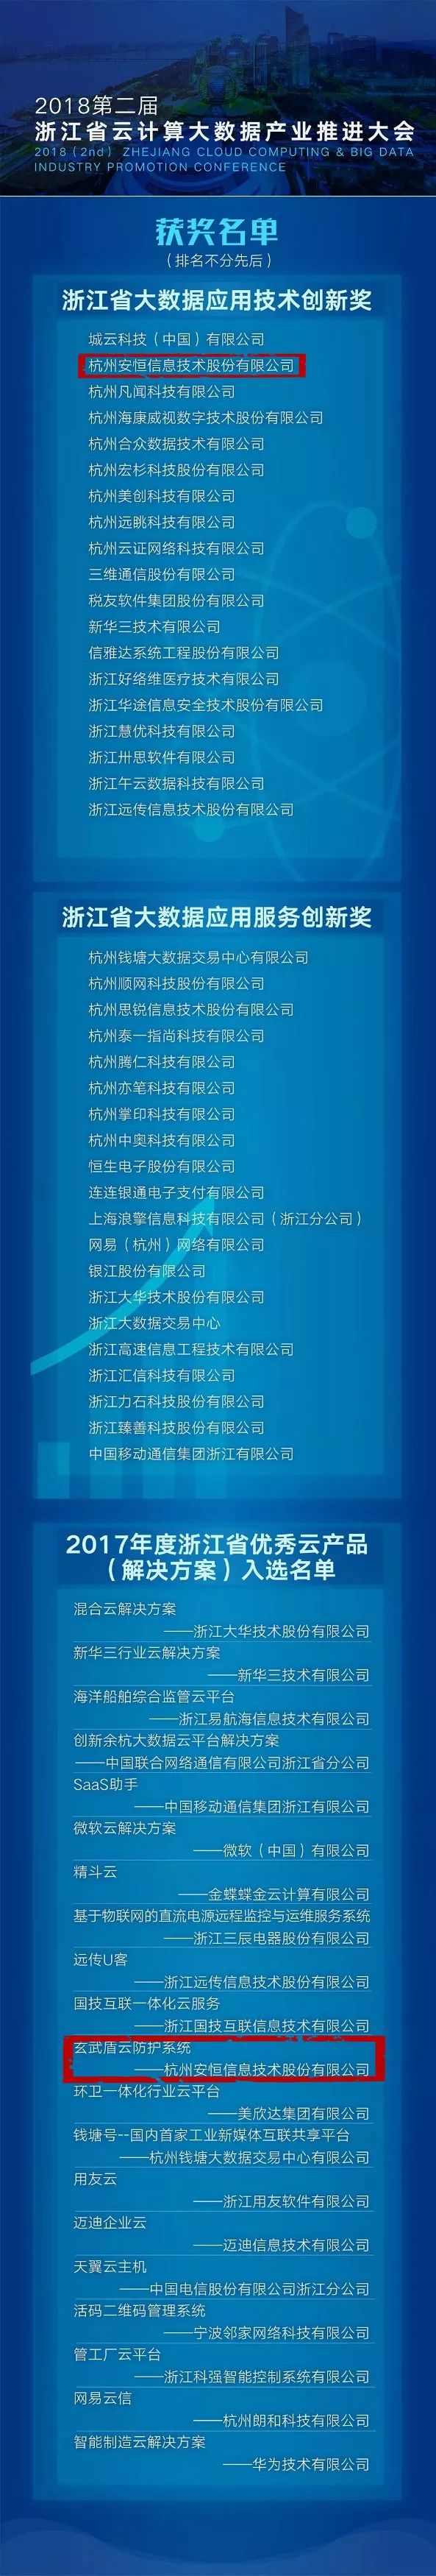 2018第二届
浙江省云计算大数据产业推进大会
2018（2nd） ZHEJIANG CLOUD COMPUTING & BIG DATA
INDUSTRY PROMOTION CONFERENCE
获奖名单
（排名不分先后）
浙江省大数据应用技术创新奖
城云科技（中国）有限公司
杭州安恒信息技术股份有限公司
杭州凡闻科技有限公司
杭州海康威视数字技术股份有限公司
杭州合众数据技术有限公司
杭州宏杉科技股份有限公司
杭州美创科技有限公司
杭州远眺科技有限公司
杭州云证网络科技有限公司
三维通信股份有限公司
税友软件集团股份有限公司
新华三技术有限公司
信雅达系统工程股份有限公司
浙江好络维医疗技术有限公司
浙江华途信息安全技术股份有限公司
浙江慧优科技有限公司
浙江卅思软件有限公司
浙江午云数据科技有限公司
浙江远传信息技术股份有限公司
浙江省大数据应用服务创新奖
杭州钱塘大数据交易中心有限公司
杭州顺网科技股份有限公司
杭州思锐信息技术股份有限公司
杭州泰一指尚科技有限公司
杭州腾仁科技有限公司
杭州亦笔科技有限公司
杭州掌印科技有限公司
杭州中奥科技有限公司
恒生电子股份有限公司
连连银通电子支付有限公司
上海浪擎信息科技有限公司（浙江分公司）
网易（杭州）网络有限公司
银江股份有限公司
浙江大华技术股份有限公司
浙江大数据交易中心
浙江高速信息工程技术有限公司
浙江汇信科技有限公司
浙江力石科技股份有限公司
浙江臻善科技股份有限公司
中国移动通信集团浙江有限公司
2017年度浙江省优秀云产品
（解决方案）入选名单
混合云解决方案
——浙江大华技术股份有限公司
新华三行业云解决方案
——新华三技术有限公司
海洋船舶综合监管云平台
——浙江易航海信息技术有限公司
创新余杭大数据云平台解决方案
——中国联合网络通信有限公司浙江省分公司
SaaS助手
——中国移动通信集团浙江有限公司
微软云解决方案
——微软（中国）有限公司
精斗云
——金蝶蝶金云计算有限公司
基于物联网的直流电源远程监控与运维服务系统
——浙江三辰电器股份有限公司
远传U客
——浙江远传信息技术股份有限公司
国技互联一体化云服务
——浙江国技互联信息技术有限公司
玄武盾云防护系统
——杭州安恒信息技术股份有限公司
环卫一体化行业云平台
——美欣达集团有限公司
钱塘号--国内首家工业新媒体互联共享平台
——杭州钱塘大数据交易中心有限公司
用友云
——浙江用友软件有限公司
迈迪企业云
——迈迪信息技术有限公司
天翼云主机
——中国电信股份有限公司浙江分公司
活码二维码管理系统
——宁波邻家网络科技有限公司
管工厂云平台
——浙江科强智能控制系统有限公司
网易云信
——杭州朗和科技有限公司
智能制造云解决方案
——华为技术有限公司